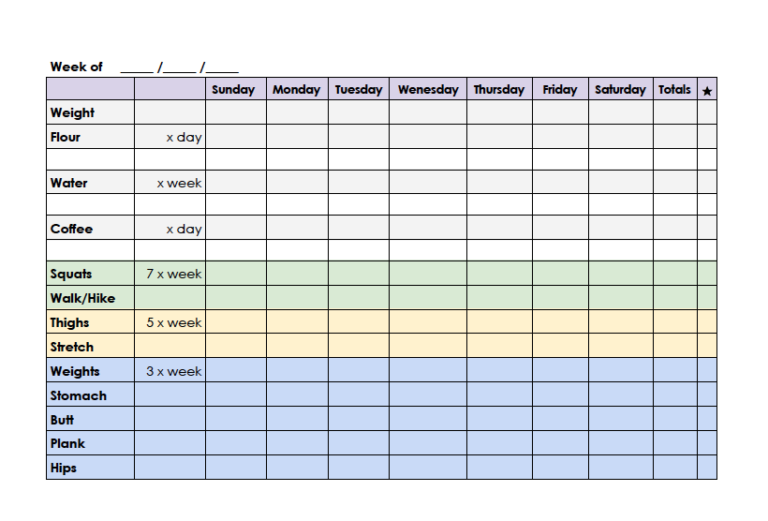 Week of _____ /_____ /_____
Sunday Monday Tuesday Wenesday Thursday Friday Saturday Totals ★
Weight
Flour x day
Water x week
Coffee x day
Squats 7 x week
Walk/Hike
Thighs 5 x week
Stretch
Weights 3 x week
Stomach
Butt
Plank
Hips